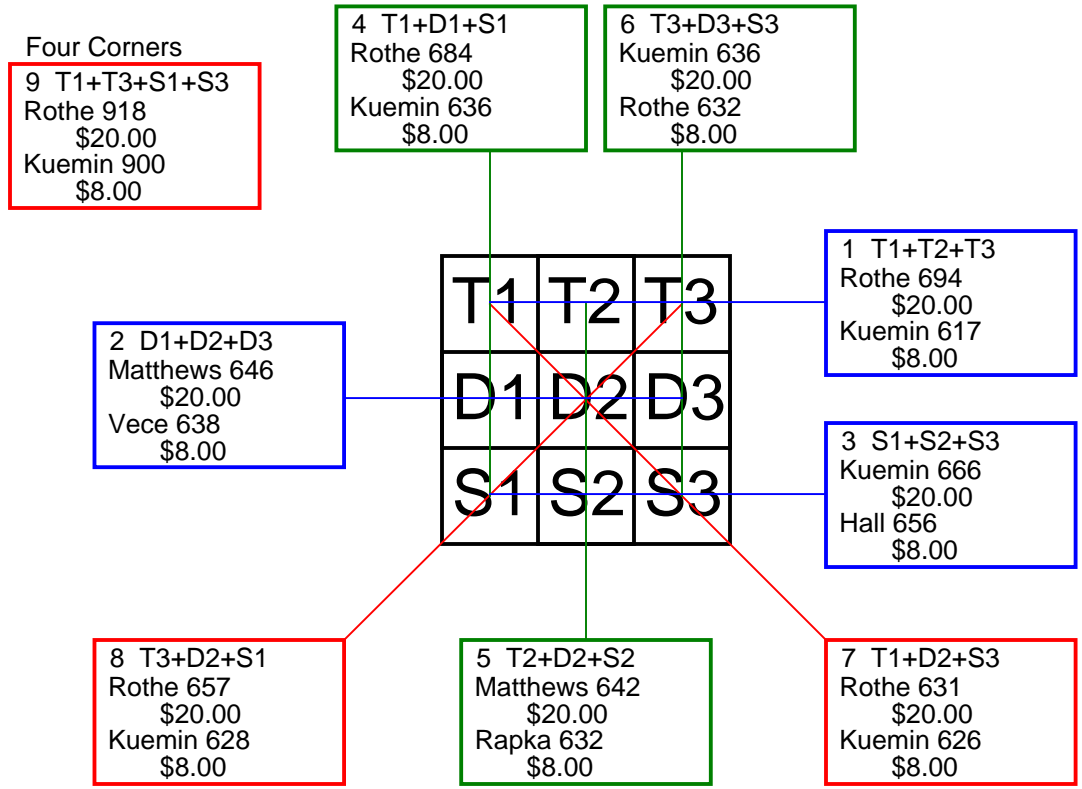 Four Corners
9 T1+T3+S1+S3
Rothe 918
$20.00
Kuemin 900
$8.00
4 T1+D1+S1
Rothe 684
$20.00
Kuemin 636
$8.00
6 T3+D3+S3
Kuemin 636
$20.00
Rothe 632
$8.00
1 T1+T2+T3
Rothe 694
$20.00
Kuemin 617
$8.00
2 D1+D2+D3
Matthews 646
$20.00
Vece 638
$8.00
T1 T2 T3
D1 D2 D3
S1 S2 S3
3 S1+S2+S3
Kuemin 666
$20.00
Hall 656
$8.00
8 T3+D2+S1
Rothe 657
$20.00
Kuemin 628
$8.00
5 T2+D2+S2
Matthews 642
$20.00
Rapka 632
$8.00
7 T1+D2+S3
Rothe 631
$20.00
Kuemin 626
$8.00